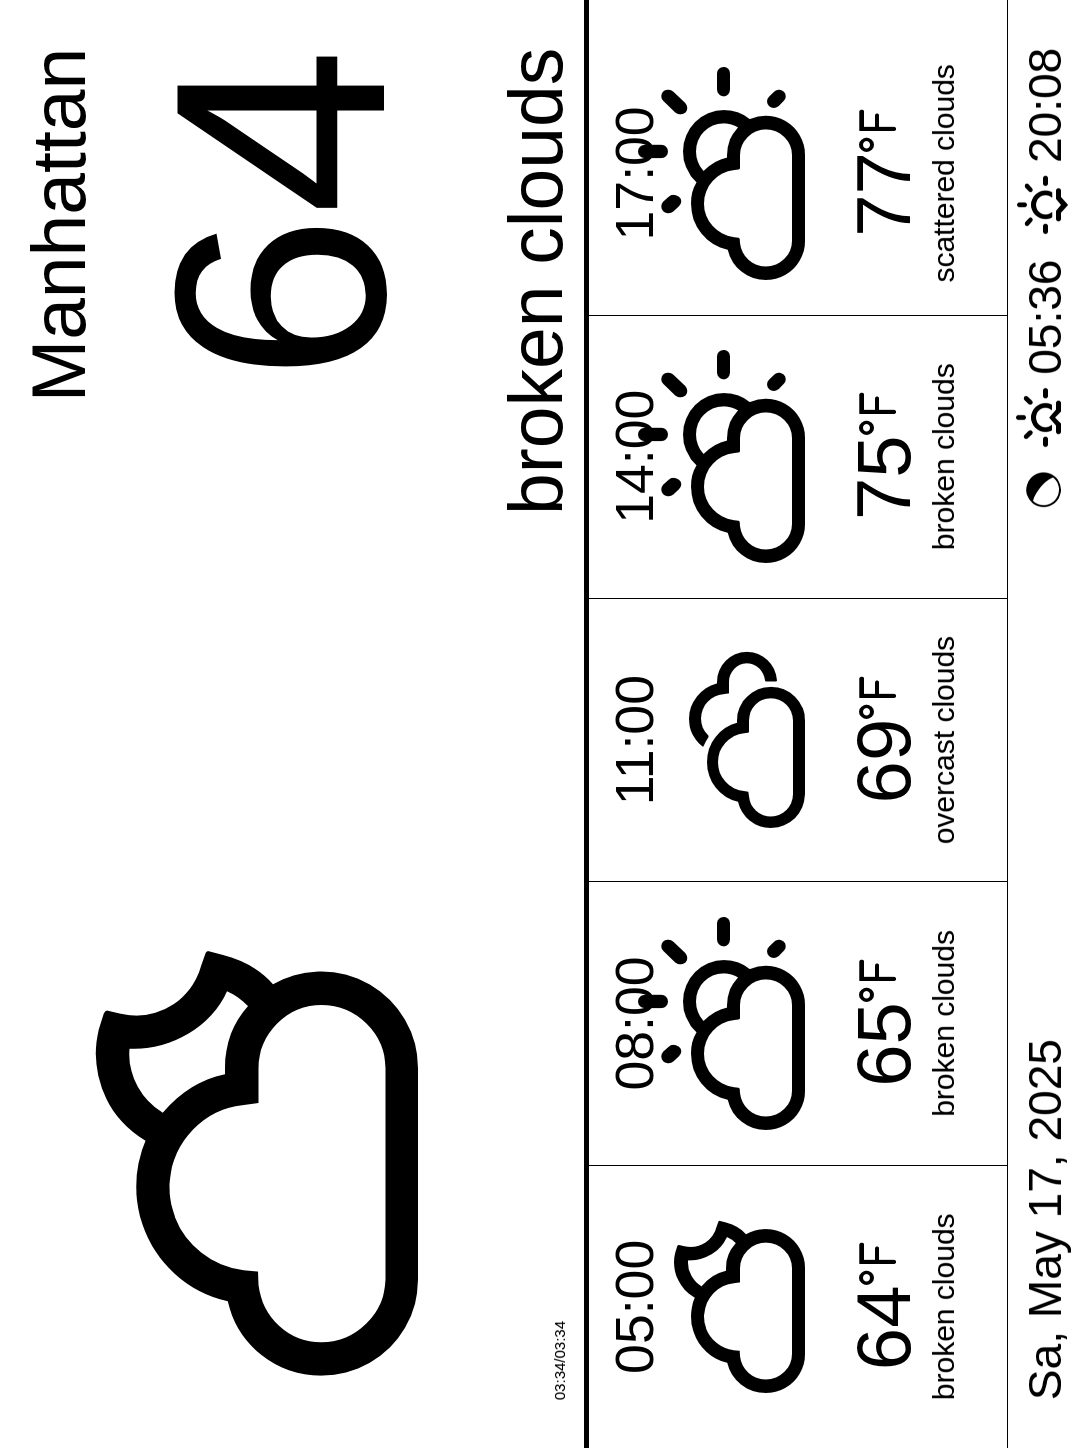 Manhattan
64
broken clouds
03:34/03:34
05:00 08:00 11:00 14:00 17:00
64°F 65°F 69°F 75°F 77°F
broken clouds broken clouds overcast clouds broken clouds scattered clouds
Sa, May 17, 2025 05:36 20:08